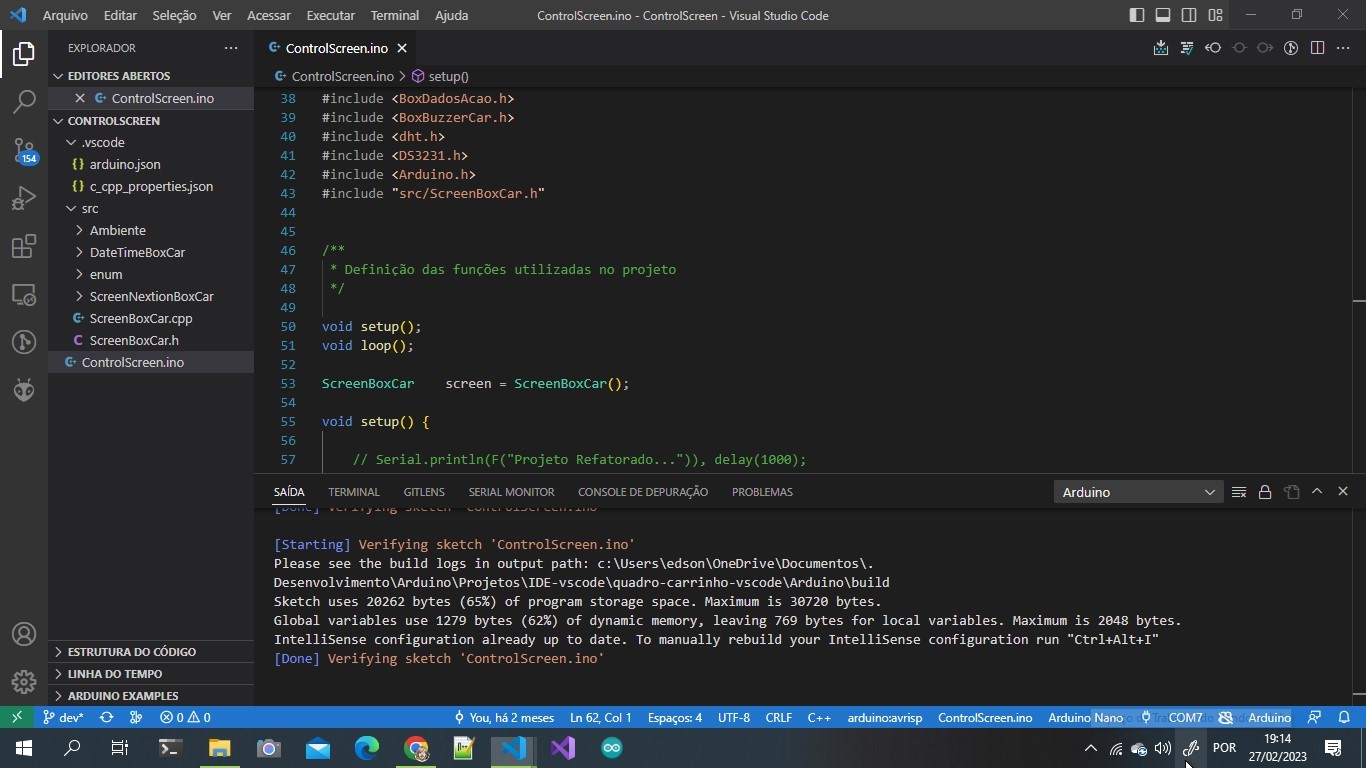 Arquivo Editar Seleção Ver Acessar Executar Terminal Ajuda ControlScreen.ino - ControlScreen - Visual Studio Code
EXPLORADOR
EDITORES ABERTOS
ControlScreen.ino
CONTROLSCREEN
.vscode
{} arduino.json
{} c_cpp_properties.json
src
Ambiente
DateTimeBoxCar
enum
ScreenNextionBoxCar
ScreenBoxCar.cpp
C ScreenBoxCar.h
ControlScreen.ino
ESTRUTURA DO CÓDIGO
LINHA DO TEMPO
ARDUINO EXAMPLES
154
ControlScreen.ino
ControlScreen.ino > setup()
38 #include <BoxDadosAcao.h>
39 #include <BoxBuzzerCar.h>
40 #include <dht.h>
41 #include <DS3231.h>
42 #include <Arduino.h>
43 #include "src/ScreenBoxCar.h"
44
45
46 /**
47 * Definição das funções utilizadas no projeto
48 */
49
50 void setup();
51 void loop();
52
53 ScreenBoxCar    screen = ScreenBoxCar();
54
55 void setup() {
56
57 // Serial.println(F("Projeto Refatorado...")), delay(1000);
SAÍDA TERMINAL GITLENS SERIAL MONITOR CONSOLE DE DEPURAÇÃO PROBLEMAS Arduino
[Done] Verifying sketch 'ControlScreen.ino'
[Starting] Verifying sketch 'ControlScreen.ino'
Please see the build logs in output path: c:\Users\edson\OneDrive\Documentos\.
Desenvolvimento\Arduino\Projetos\IDE-vscode\quadro-carrinho-vscode\Arduino\build
Sketch uses 20262 bytes (65%) of program storage space. Maximum is 30720 bytes.
Global variables use 1279 bytes (62%) of dynamic memory, leaving 769 bytes for local variables. Maximum is 2048 bytes.
IntelliSense configuration already up to date. To manually rebuild your IntelliSense configuration run "Ctrl+Alt+I"
[Done] Verifying sketch 'ControlScreen.ino'
dev* 0 0 You, há 2 meses Ln 62, Col 1 Espaços: 4 UTF-8 CRLF C++ arduino:avrisp ControlScreen.ino Arduino Nano COM7 Arduino
POR
19:14
27/02/2023